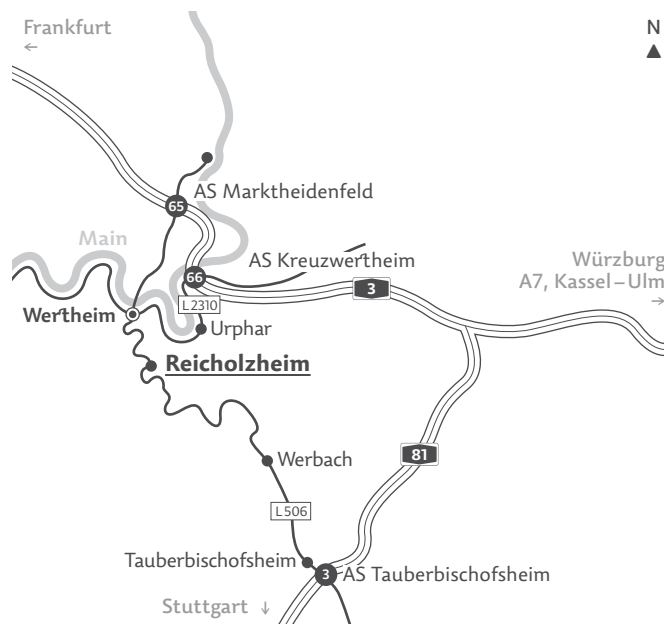 Frankfurt
←
N
AS Marktheidenfeld
65
Main
AS Kreuzwertheim
66
3
Würzburg
A7, Kassel – Ulm
→
L 2310
Wertheim
Urphar
Reicholzheim
81
Werbach
L 506
Tauberbischofsheim
3
AS Tauberbischofsheim
Stuttgart ↓